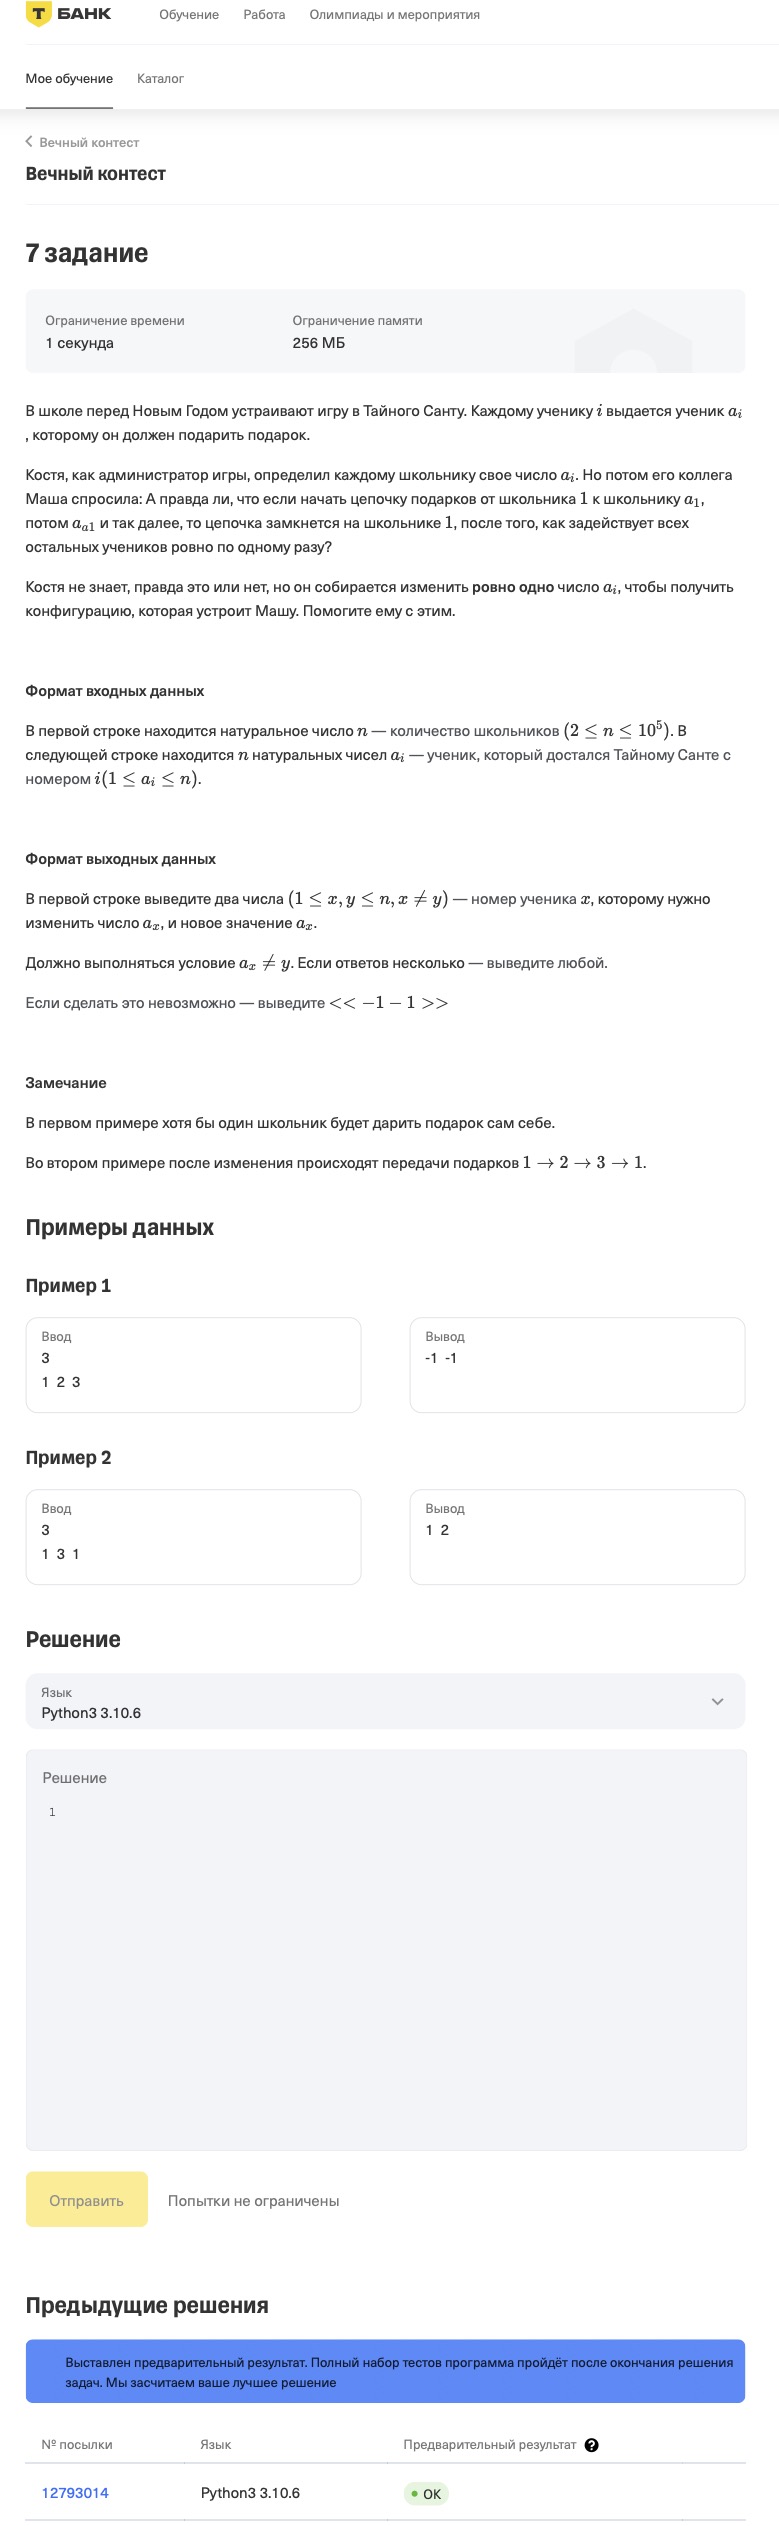 Т БАНК Обучение Работа Олимпиады и мероприятия
Мое обучение Каталог
Вечный контест
Вечный контест
7 задание
Ограничение времени Ограничение памяти
1 секунда 256 МБ
В школе перед Новым Годом устраивают игру в Тайного Санту. Каждому ученику i выдается ученик a_i
, которому он должен подарить подарок.
Костя, как администратор игры, определил каждому школьнику свое число a_i. Но потом его коллега
Маша спросила: А правда ли, что если начать цепочку подарков от школьника 1 к школьнику a_1,
потом a_{a1} и так далее, то цепочка замкнется на школьнике 1, после того, как задействует всех
остальных учеников ровно по одному разу?
Костя не знает, правда это или нет, но он собирается изменить ровно одно число a_i, чтобы получить
конфигурацию, которая устроит Машу. Помогите ему с этим.
Формат входных данных
В первой строке находится натуральное число n — количество школьников (2 ≤ n ≤ 10^5). В
следующей строке находится n натуральных чисел a_i — ученик, который достался Тайному Санте с
номером i(1 ≤ a_i ≤ n).
Формат выходных данных
В первой строке выведите два числа (1 ≤ x, y ≤ n, x ≠ y) — номер ученика x, которому нужно
изменить число a_x, и новое значение a_x.
Должно выполняться условие a_x ≠ y. Если ответов несколько — выведите любой.
Если сделать это невозможно — выведите << −1 − 1 >>
Замечание
В первом примере хотя бы один школьник будет дарить подарок сам себе.
Во втором примере после изменения происходят передачи подарков 1 → 2 → 3 → 1.
Примеры данных
Пример 1
Ввод Вывод
3 -1 -1
1 2 3
Пример 2
Ввод Вывод
3 1 2
1 3 1
Решение
Язык
Python3 3.10.6
Решение
1
Отправить Попытки не ограничены
Предыдущие решения
Выставлен предварительный результат. Полный набор тестов программа пройдёт после окончания решения
задач. Мы засчитаем ваше лучшее решение
№ посылки Язык Предварительный результат ?
12793014 Python3 3.10.6 OK